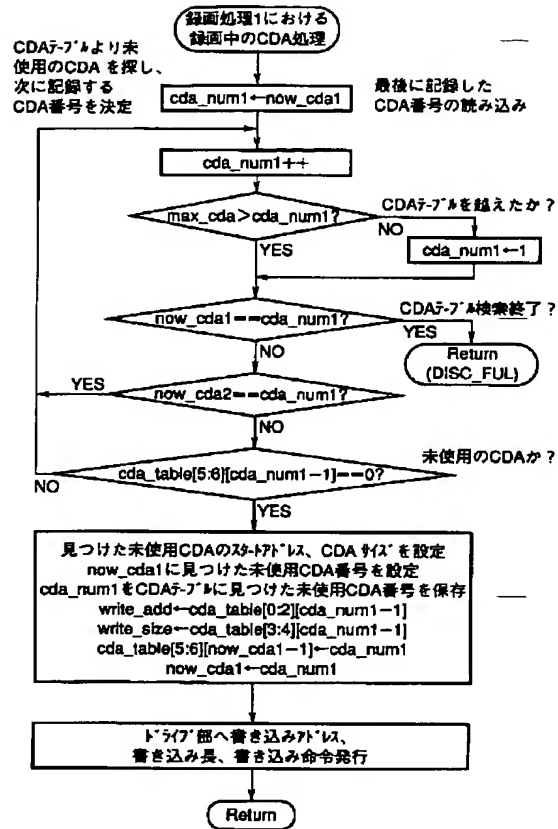 録画処理1における
録画中のCDA処理
CDAﾃｰﾌﾞﾙより未
使用のCDA を探し、
次に記録する
CDA番号を決定
cda_num1←now_cda1
最後に記録した
CDA番号の読み込み
cda_num1++
max_cda＞cda_num1?
CDAﾃｰﾌﾞﾙを越えたか？
NO
YES
cda_num1←1
now_cda1==cda_num1?
CDAﾃｰﾌﾞﾙ検索終了？
YES
NO
Return
(DISC_FUL)
YES
now_cda2==cda_num1?
NO
未使用のCDAか？
cda_table[5:6][cda_num1−1]==0?
NO
YES
見つけた未使用CDAのｽﾀｰﾄｱﾄﾞﾚｽ、CDA ｻｲｽﾞを設定
now_cda1に見つけた未使用CDA番号を設定
cda_num1をCDAﾃｰﾌﾞﾙに見つけた未使用CDA番号を保存
write_add←cda_table[0:2][cda_num1−1]
write_size←cda_table[3:4][cda_num1−1]
cda_table[5:6][now_cda1−1]←cda_num1
now_cda1←cda_num1
ﾄﾞﾗｲﾌﾞ部へ書き込みｱﾄﾞﾚｽ、
書き込み長、書き込み命令発行
Return